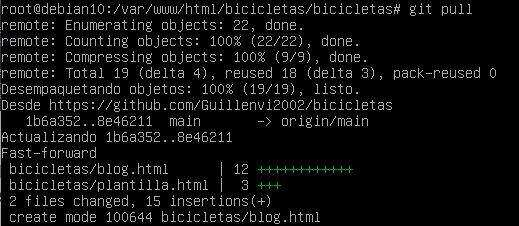 root@debian10:/var/www/html/bicicletas/bicicletas# git pull
remote: Enumerating objects: 22, done.
remote: Counting objects: 100% (22/22), done.
remote: Compressing objects: 100% (9/9), done.
remote: Total 19 (delta 4), reused 18 (delta 3), pack-reused 0
Desempaquetando objetos: 100% (19/19), listo.
Desde https://github.com/Guillenvi2002/bicicletas
   1b6a352..8e46211  main       -> origin/main
Actualizando 1b6a352..8e46211
Fast-forward
 bicicletas/blog.html      | 12 ++++++++++++
 bicicletas/plantilla.html |  3 +++
 2 files changed, 15 insertions(+)
 create mode 100644 bicicletas/blog.html